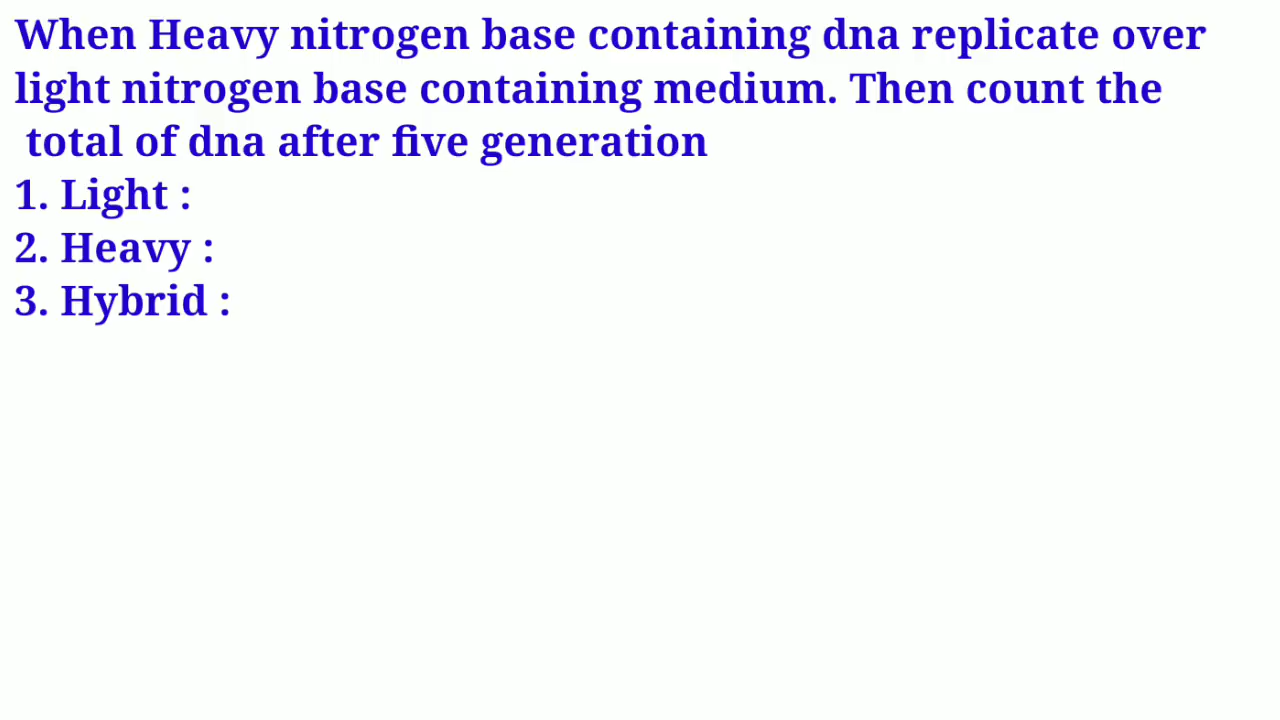 When Heavy nitrogen base containing dna replicate over
light nitrogen base containing medium. Then count the
total of dna after five generation
1. Light :
2. Heavy :
3. Hybrid :